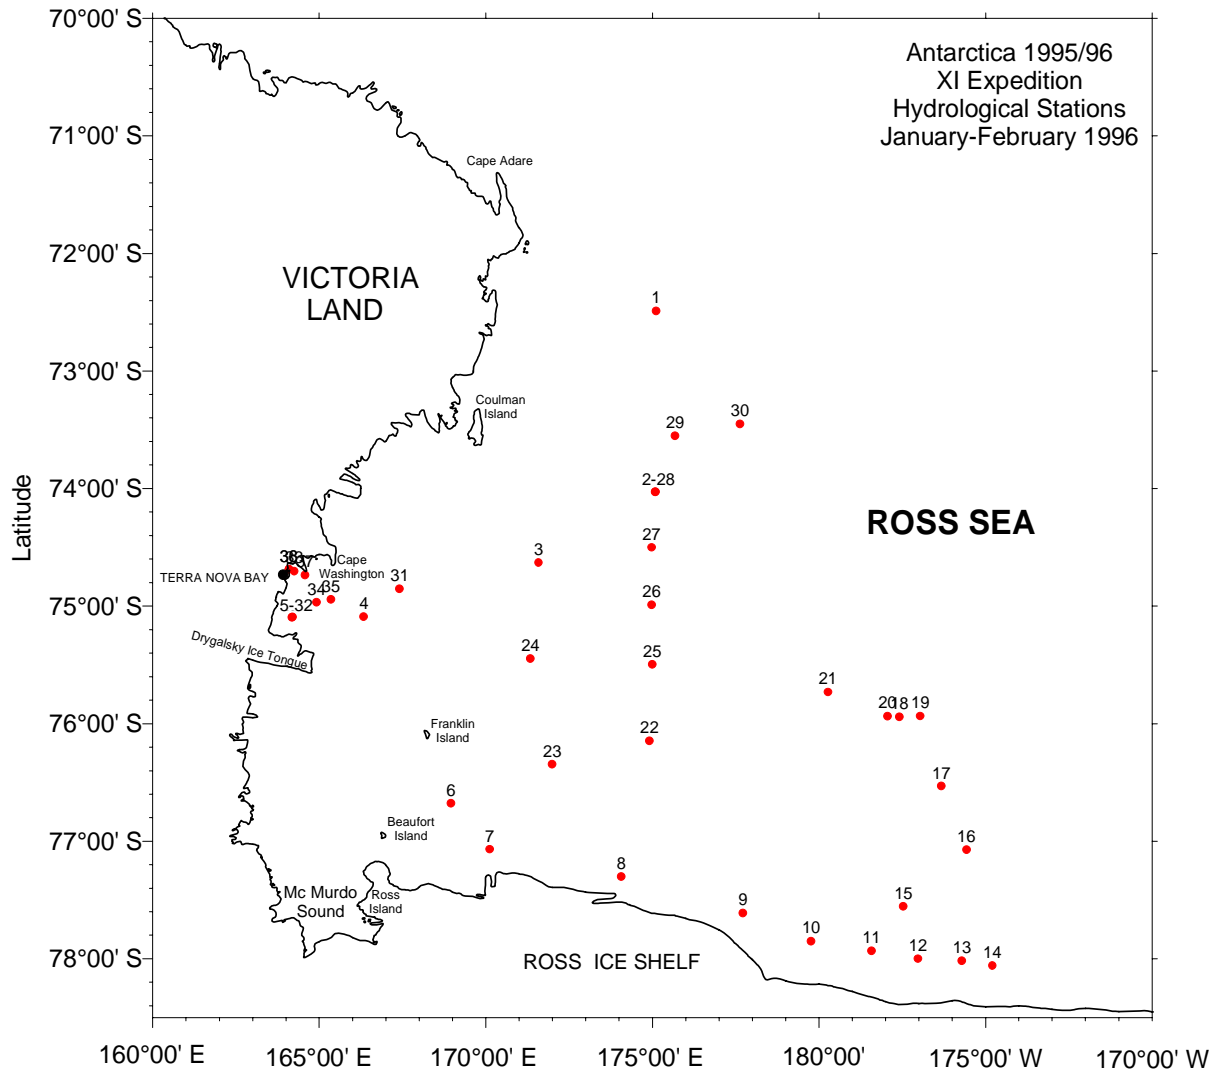 70°00' S
71°00' S
72°00' S
73°00' S
74°00' S
75°00' S
76°00' S
77°00' S
78°00' S
Latitude
Antarctica 1995/96
XI Expedition
Hydrological Stations
January-February 1996
Cape Adare
VICTORIA
LAND
1
Coulman
Island
30
29
2-28
ROSS SEA
27
3
Cape
Washington
TERRA NOVA BAY
31
34
35
4
5-32
26
Drygalsky Ice Tongue
24
25
21
20
18
19
Franklin
Island
22
23
17
6
Beaufort
Island
7
16
8
Mc Murdo
Sound
Ross
Island
15
9
10
11
12
13
14
ROSS ICE SHELF
160°00' E
165°00' E
170°00' E
175°00' E
180°00'
175°00' W
170°00' W